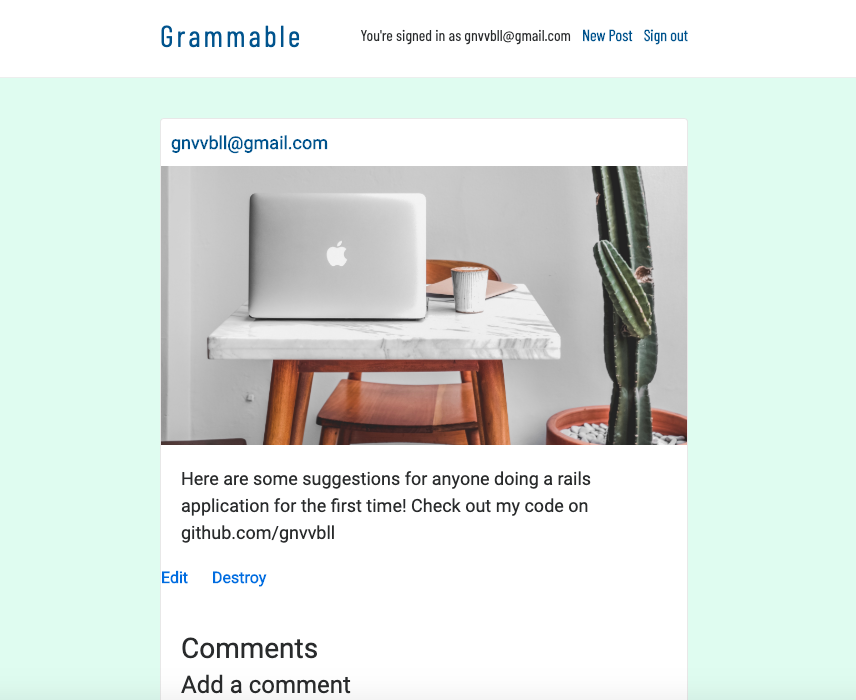 Grammable
You're signed in as gnvvbll@gmail.com New Post Sign out
gnvvbll@gmail.com
Here are some suggestions for anyone doing a rails
application for the first time! Check out my code on
github.com/gnvvbll
Edit Destroy
Comments
Add a comment